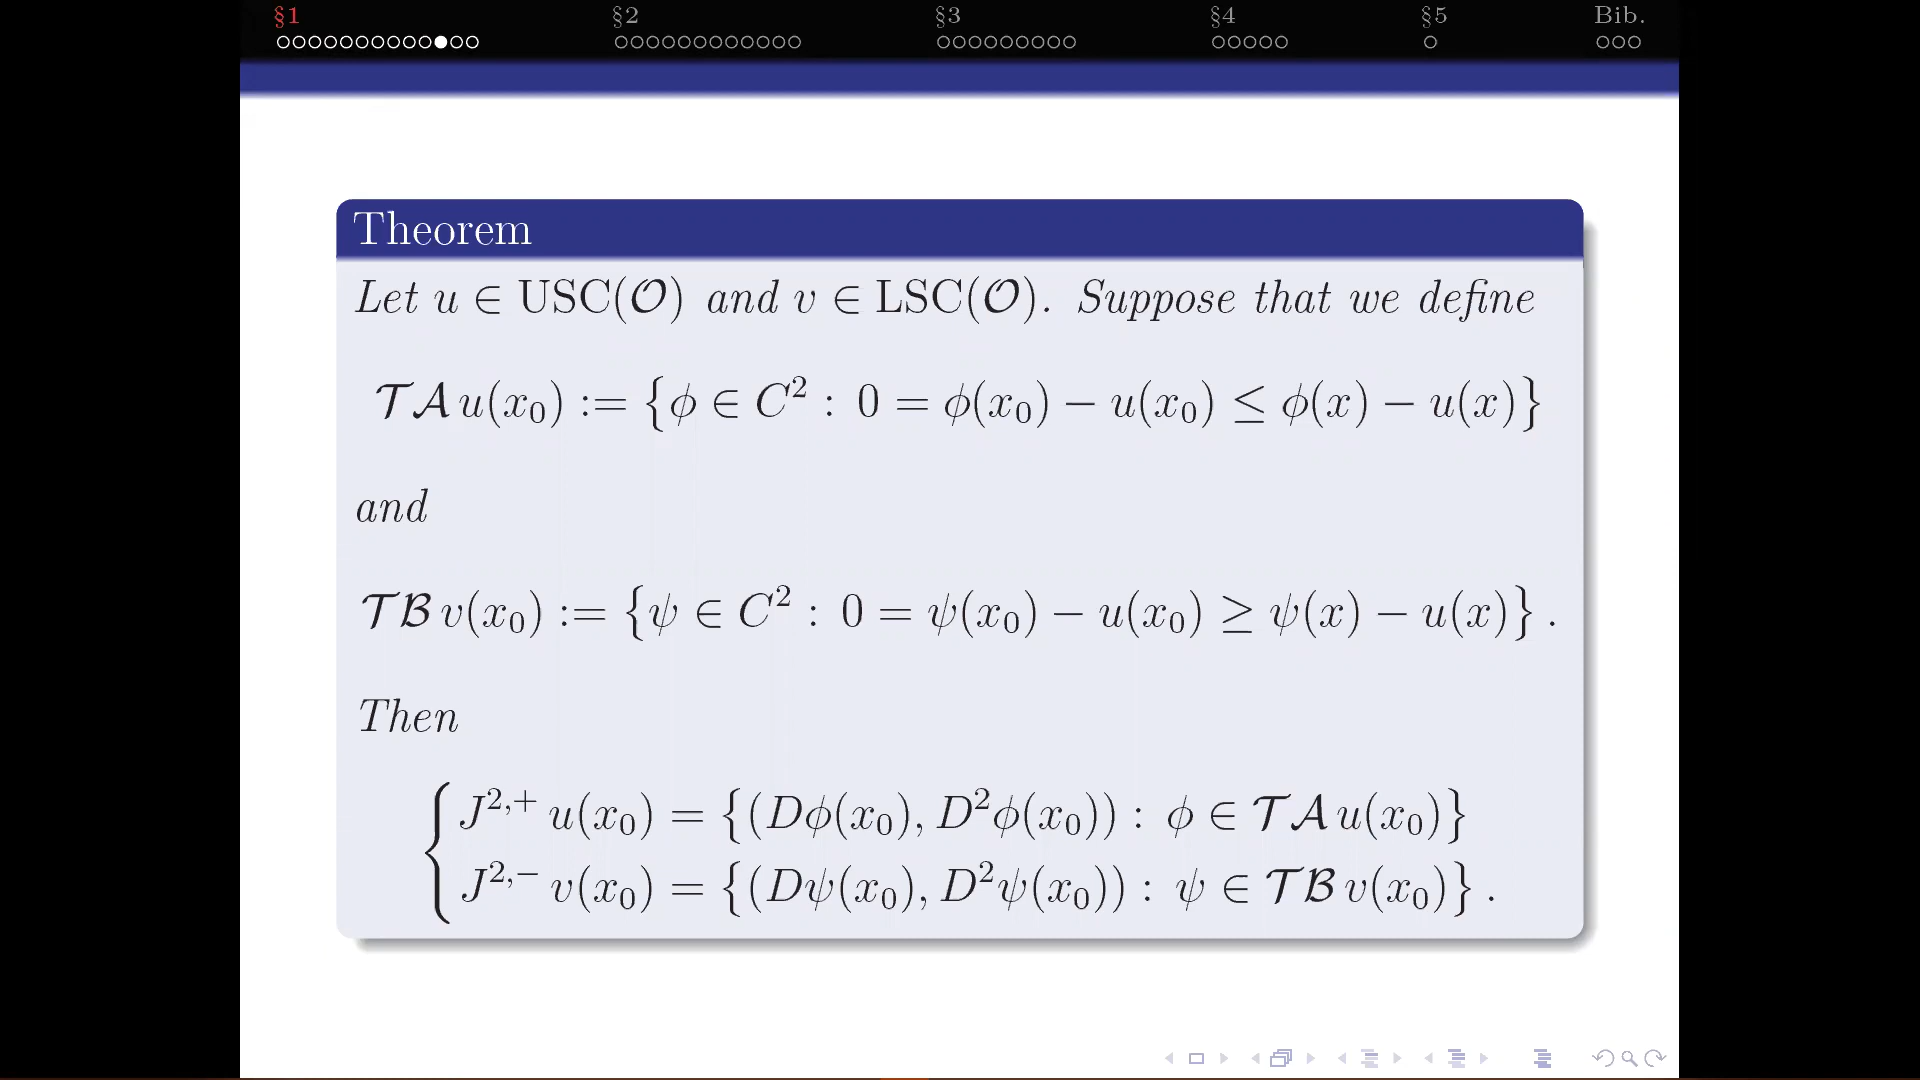 §1 §2 §3 §4 §5 Bib.
Theorem
Let u ∈ USC(𝒪) and v ∈ LSC(𝒪). Suppose that we define
𝒯𝒜 u(x₀) := {ϕ ∈ C² : 0 = ϕ(x₀) − u(x₀) ≤ ϕ(x) − u(x)}
and
𝒯ℬ v(x₀) := {ψ ∈ C² : 0 = ψ(x₀) − u(x₀) ≥ ψ(x) − u(x)} .
Then
J²,⁺ u(x₀) = {(Dϕ(x₀), D²ϕ(x₀)) : ϕ ∈ 𝒯𝒜 u(x₀)}
J²,⁻ v(x₀) = {(Dψ(x₀), D²ψ(x₀)) : ψ ∈ 𝒯ℬ v(x₀)} .